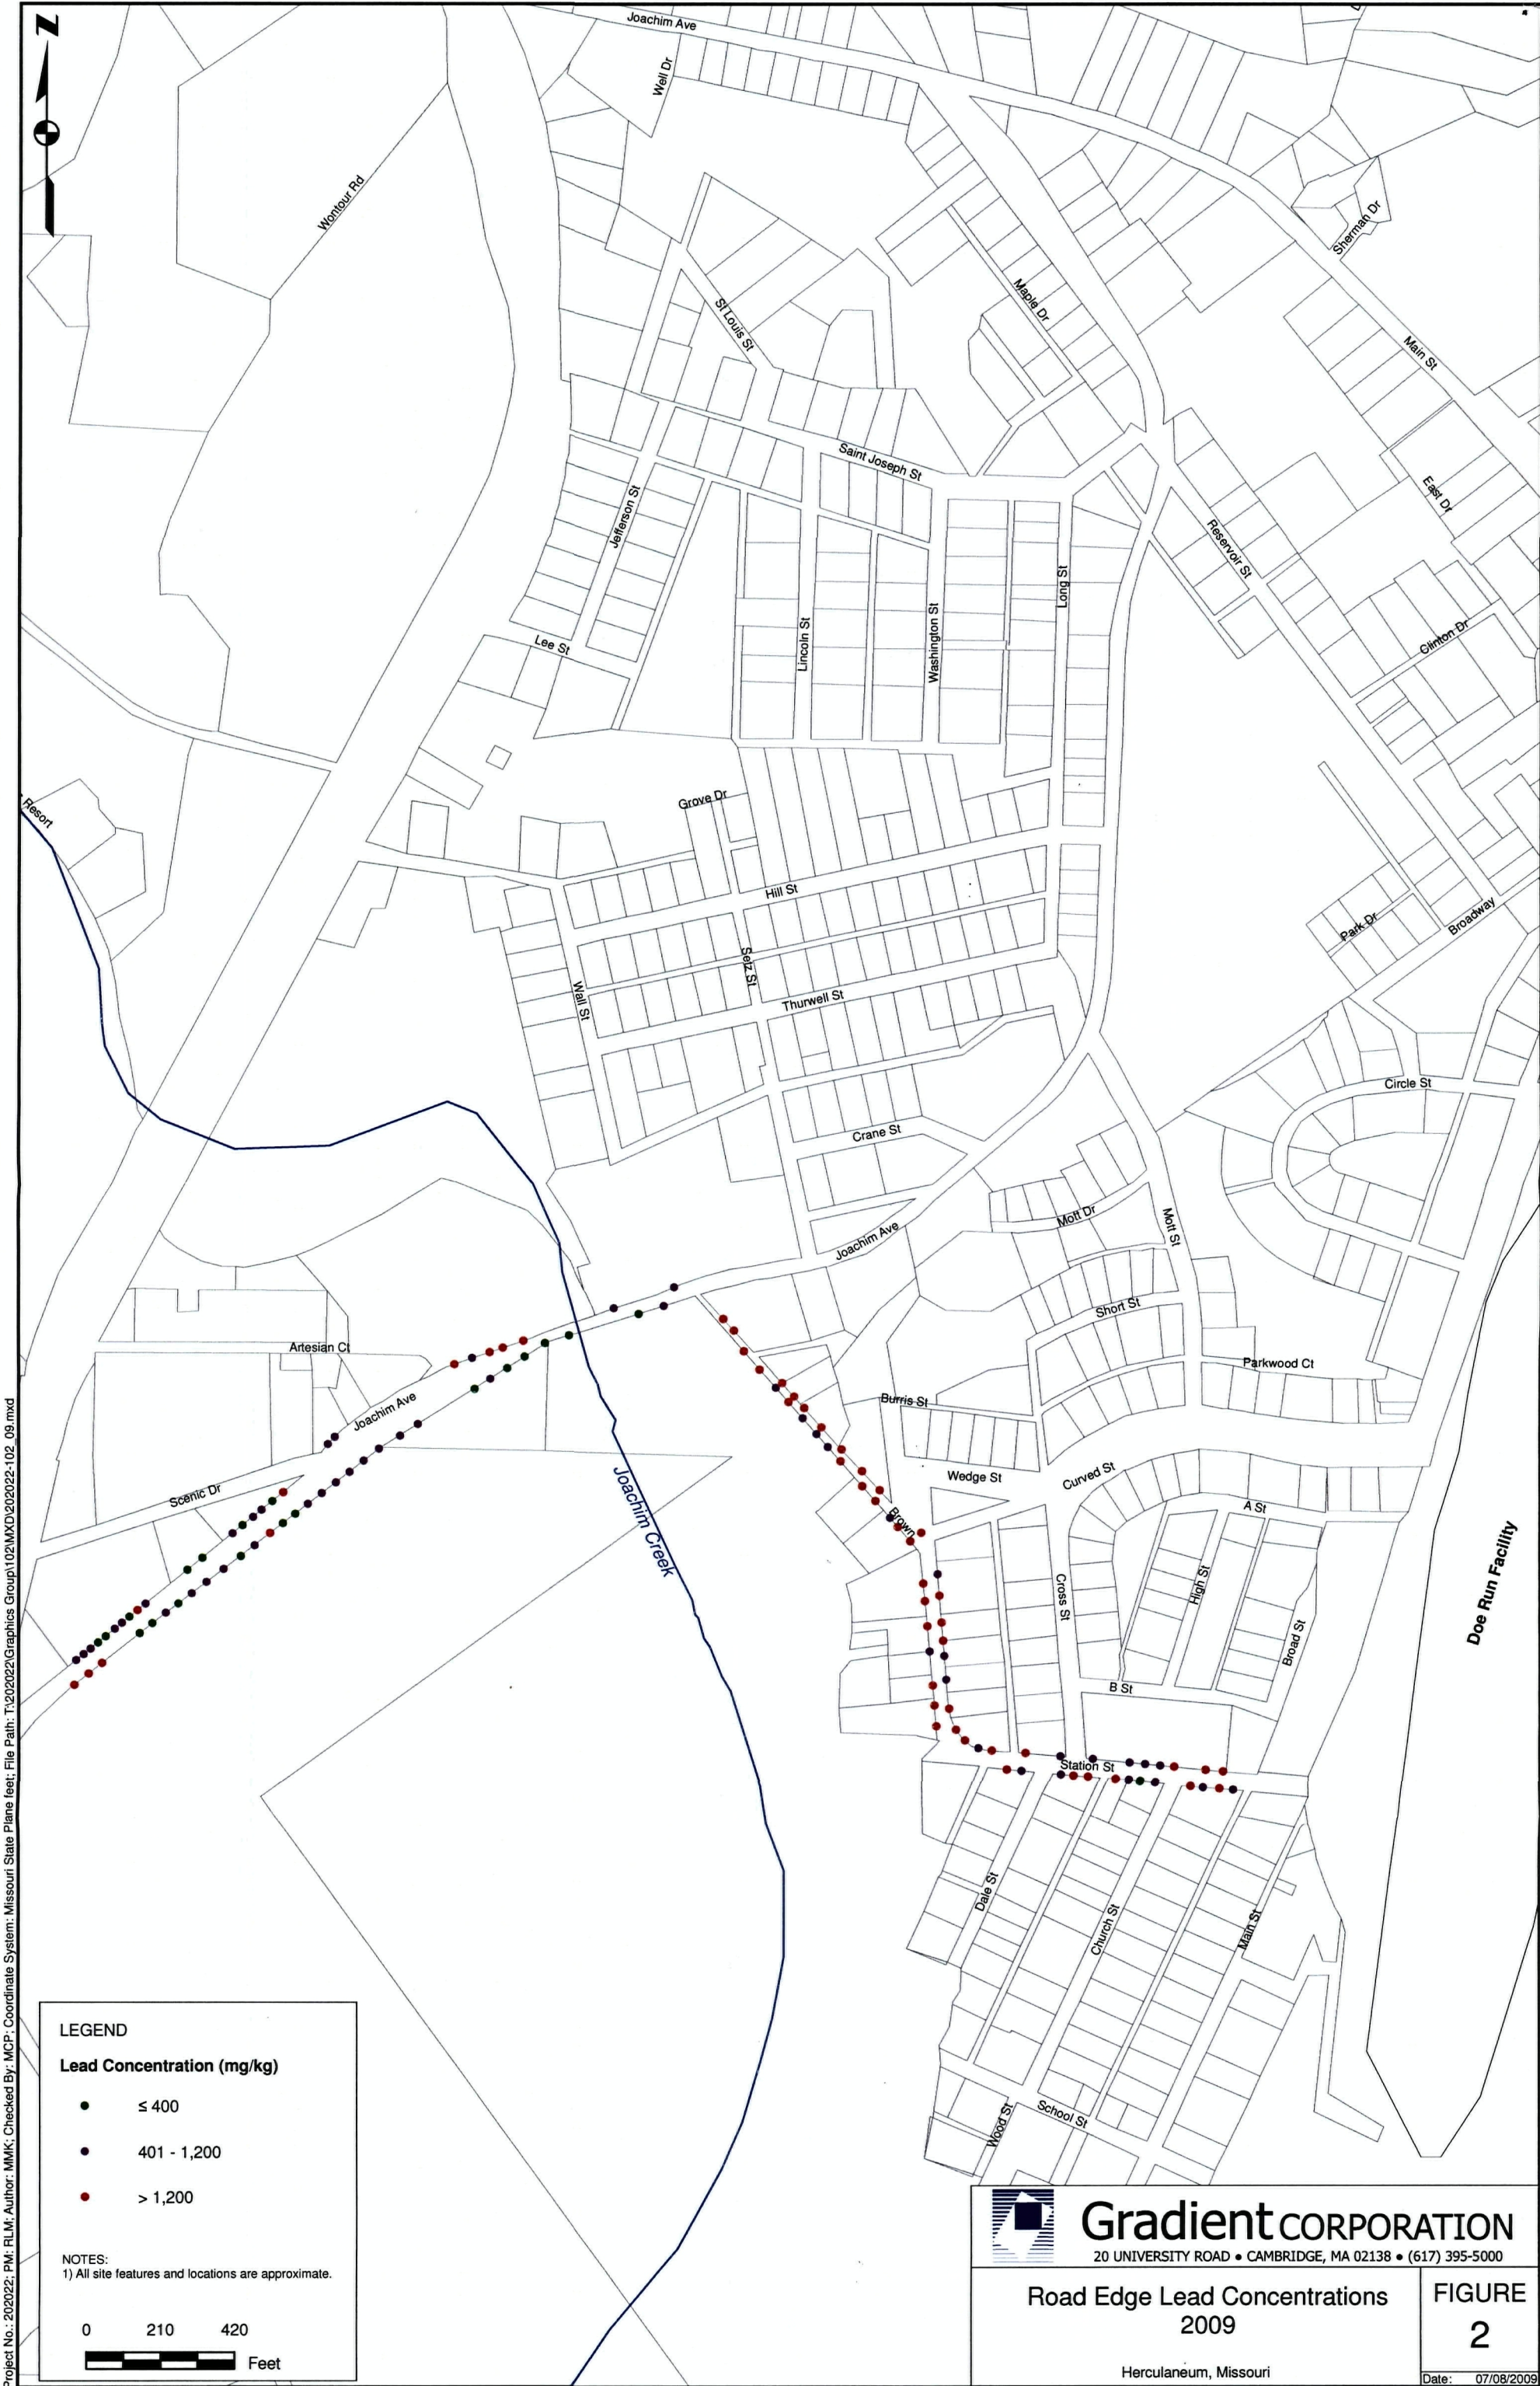 N
Joachim Ave
Well Dr
Wontour Rd
Sherman Dr
Maple Dr
St Louis St
Main St
Saint Joseph St
East Dr
Jefferson St
Reservoir St
Long St
Washington St
Lincoln St
Lee St
Clinton Dr
Resort
Grove Dr
Hill St
Park Dr
Broadway
Selz St
Wall St
Thurwell St
Circle St
Crane St
Mott Dr
Mott St
Joachim Ave
Short St
Artesian Ct
Parkwood Ct
Joachim Ave
Burris St
Wedge St
Curved St
Joachim Creek
Scenic Dr
A St
Brown
Doe Run Facility
High St
Cross St
Broad St
B St
Station St
Dale St
Church St
Main St
Wood St
School St
LEGEND
Lead Concentration (mg/kg)
≤ 400
401 - 1,200
> 1,200
NOTES:
1) All site features and locations are approximate.
0 210 420
Feet
Project No.: 202022; PM: RLM; Author: MMK; Checked By: MCP; Coordinate System: Missouri State Plane feet; File Path: T:\202022\Graphics Group\102\MXD\202022-102_09.mxd
Gradient CORPORATION
20 UNIVERSITY ROAD • CAMBRIDGE, MA 02138 • (617) 395-5000
Road Edge Lead Concentrations
2009
Herculaneum, Missouri
FIGURE
2
Date: 07/08/2009